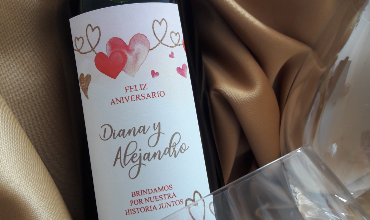 FELIZ
ANIVERSARIO
Diana y
Alejandro
BRINDAMOS
POR NUESTRA
HISTORIA JUNTOS